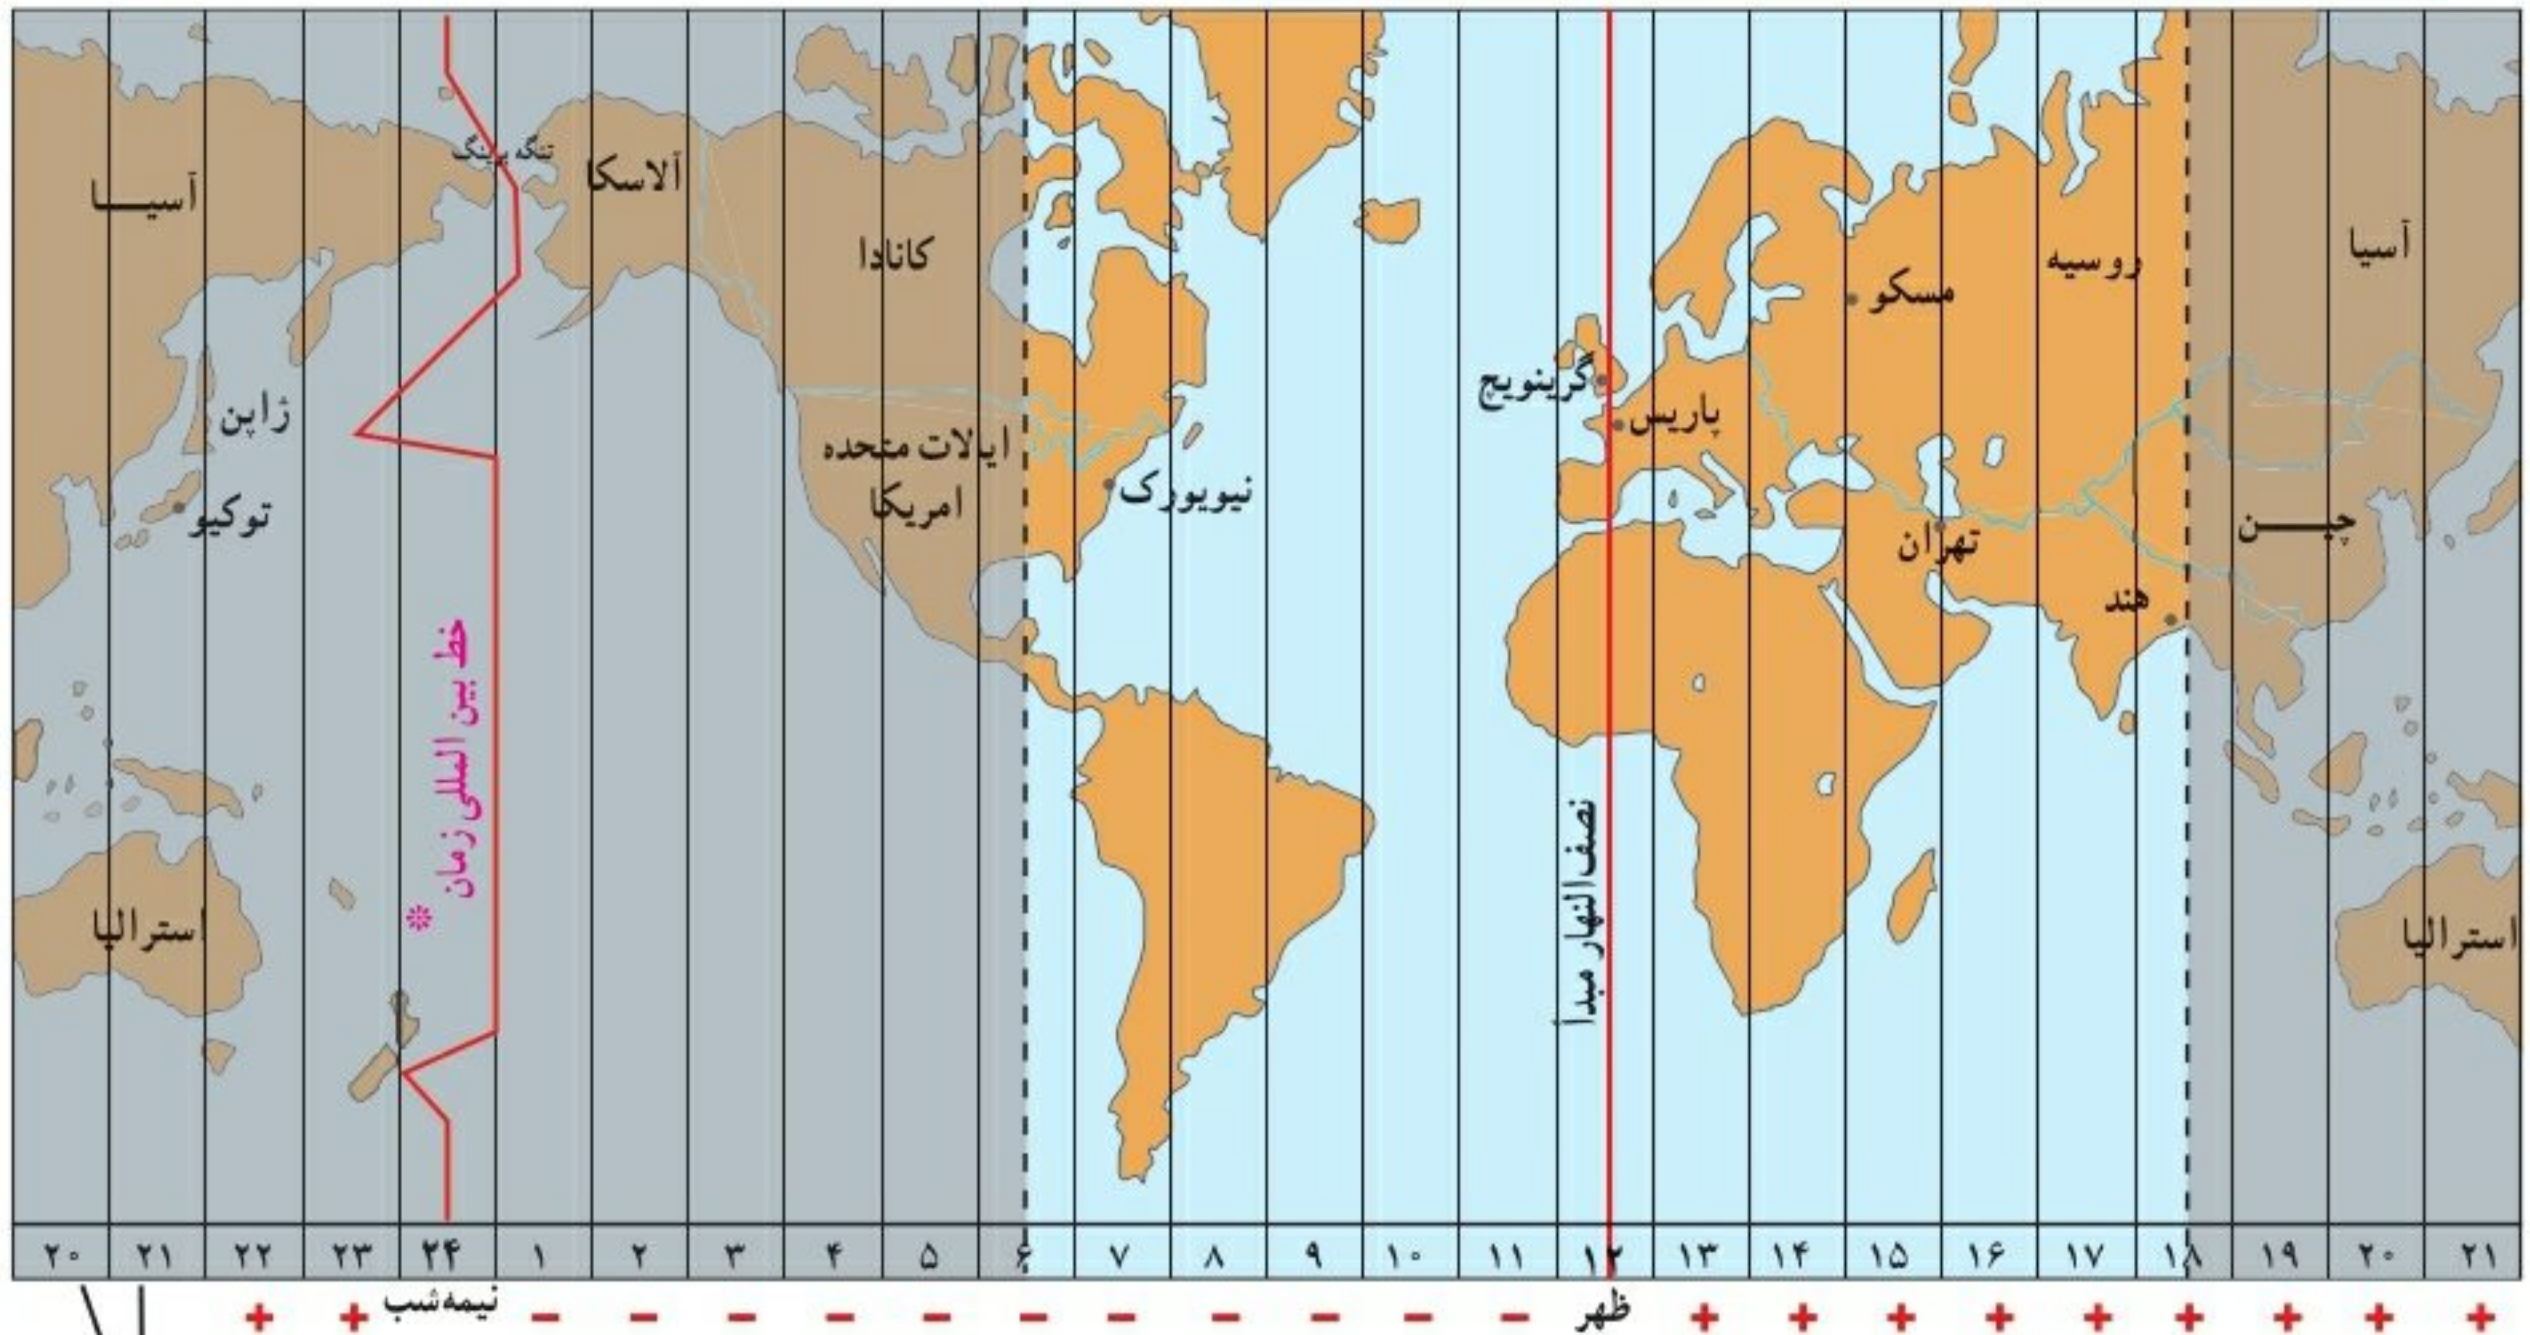 تنگه برینگ
آلاسکا
آسیا
کانادا
آسیا
روسیه
مسکو
گرینویچ
پاریس
ژاپن
ایالات متحده
امریکا
نیویورک
توکیو
تهران
چین
هند
خط بین المللی زمان
*
نصف‌النهار مبدأ
استرالیا
استرالیا
۲۰ ۲۱ ۲۲ ۲۳ ۲۴ ۱ ۲ ۳ ۴ ۵ ۶ ۷ ۸ ۹ ۱۰ ۱۱ ۱۲ ۱۳ ۱۴ ۱۵ ۱۶ ۱۷ ۱۸ ۱۹ ۲۰ ۲۱
+ + نیمه‌شب − − − − − − − − − − − ظهر + + + + + + + + +